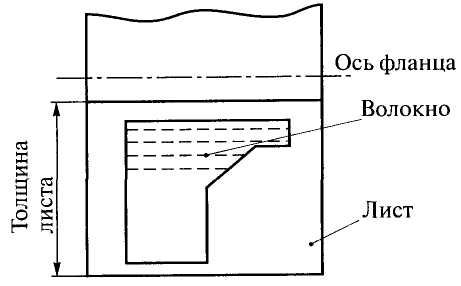 Ось фланца
Волокно
Толщина
листа
Лист